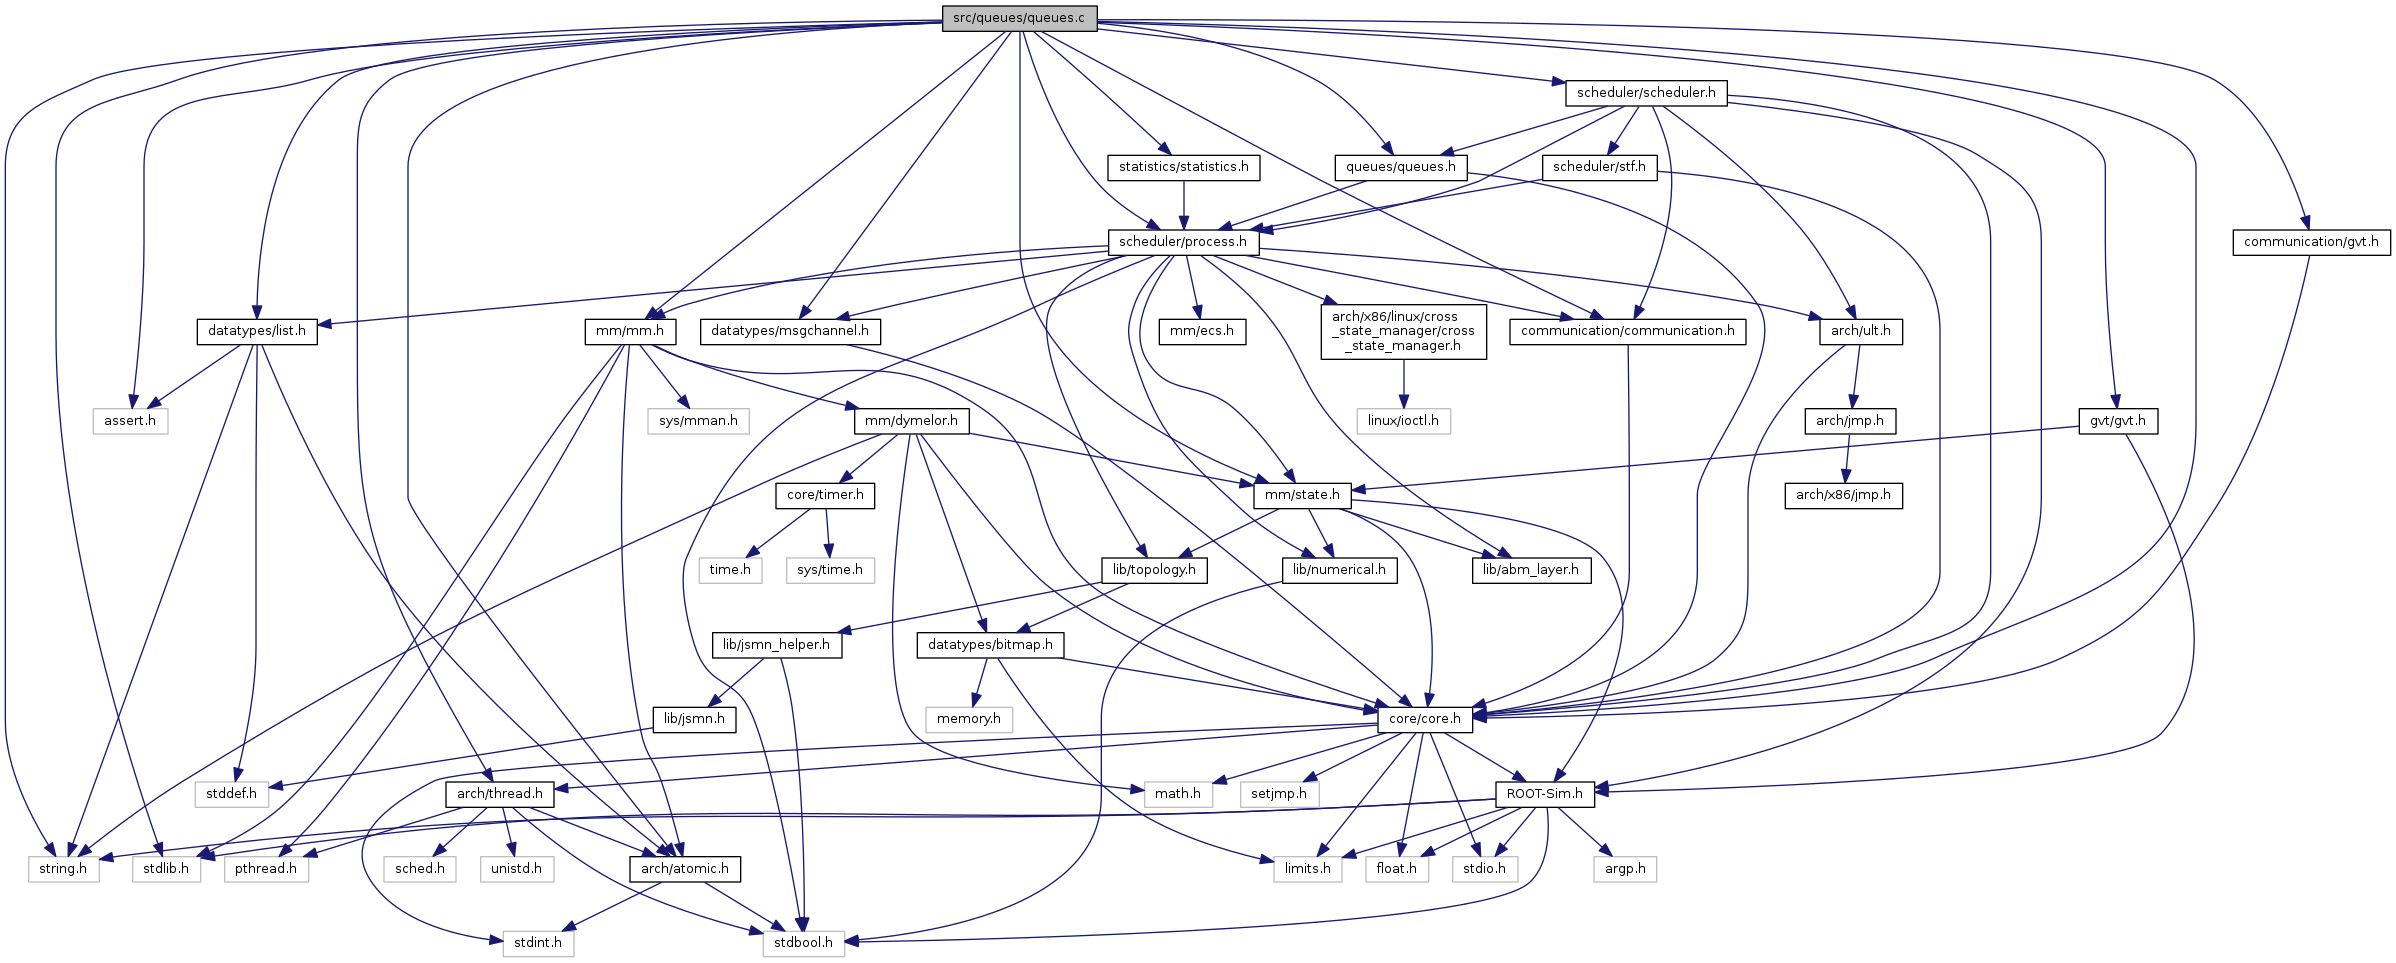 src/queues/queues.c
scheduler/scheduler.h
statistics/statistics.h
queues/queues.h
scheduler/stf.h
scheduler/process.h
communication/gvt.h
datatypes/list.h
mm/mm.h
datatypes/msgchannel.h
mm/ecs.h
arch/x86/linux/cross
_state_manager/cross
_state_manager.h
communication/communication.h
arch/ult.h
assert.h
sys/mman.h
mm/dymelor.h
linux/ioctl.h
arch/jmp.h
gvt/gvt.h
core/timer.h
mm/state.h
arch/x86/jmp.h
time.h
sys/time.h
lib/topology.h
lib/numerical.h
lib/abm_layer.h
lib/jsmn_helper.h
datatypes/bitmap.h
lib/jsmn.h
memory.h
core/core.h
stddef.h
arch/thread.h
math.h
setjmp.h
ROOT-Sim.h
string.h
stdlib.h
pthread.h
sched.h
unistd.h
arch/atomic.h
limits.h
float.h
stdio.h
argp.h
stdint.h
stdbool.h